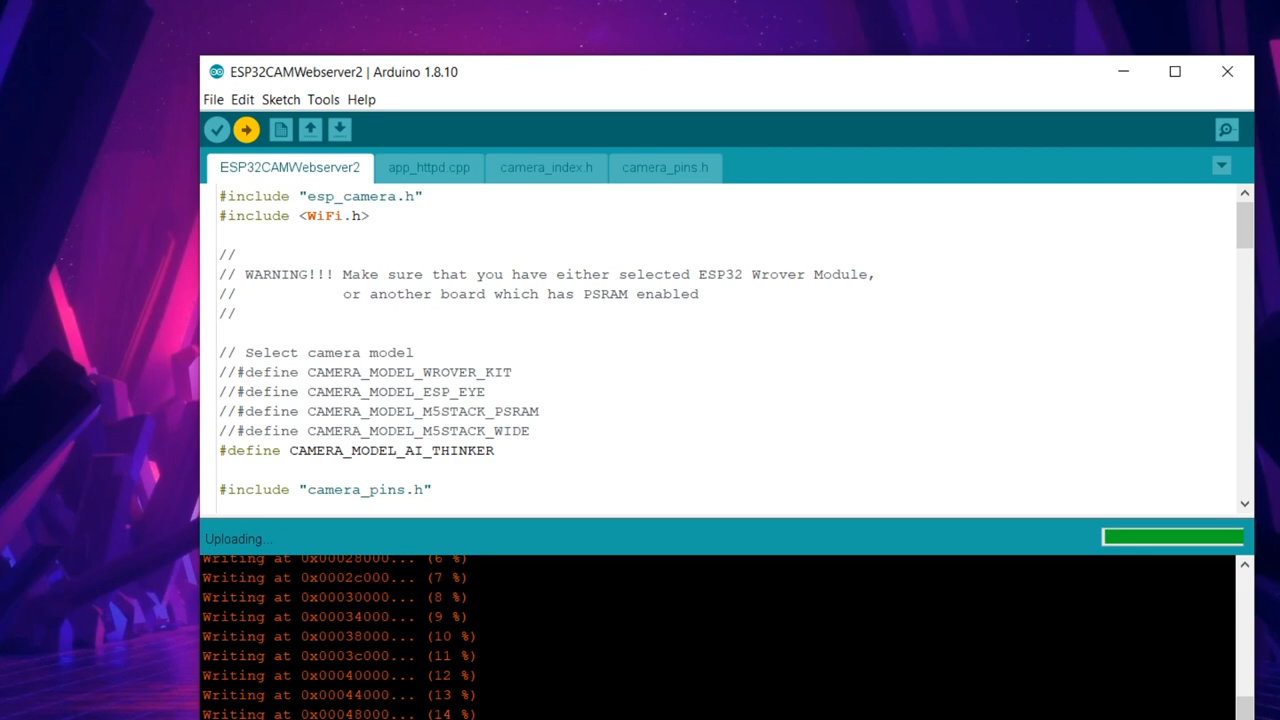 ESP32CAMWebserver2 | Arduino 1.8.10
File Edit Sketch Tools Help
ESP32CAMWebserver2 app_httpd.cpp camera_index.h camera_pins.h
#include "esp_camera.h"
#include <WiFi.h>
//
// WARNING!!! Make sure that you have either selected ESP32 Wrover Module,
//            or another board which has PSRAM enabled
//
// Select camera model
//#define CAMERA_MODEL_WROVER_KIT
//#define CAMERA_MODEL_ESP_EYE
//#define CAMERA_MODEL_M5STACK_PSRAM
//#define CAMERA_MODEL_M5STACK_WIDE
#define CAMERA_MODEL_AI_THINKER
#include "camera_pins.h"
Uploading...
Writing at 0x00028000... (6 %)
Writing at 0x0002c000... (7 %)
Writing at 0x00030000... (8 %)
Writing at 0x00034000... (9 %)
Writing at 0x00038000... (10 %)
Writing at 0x0003c000... (11 %)
Writing at 0x00040000... (12 %)
Writing at 0x00044000... (13 %)
Writing at 0x00048000... (14 %)